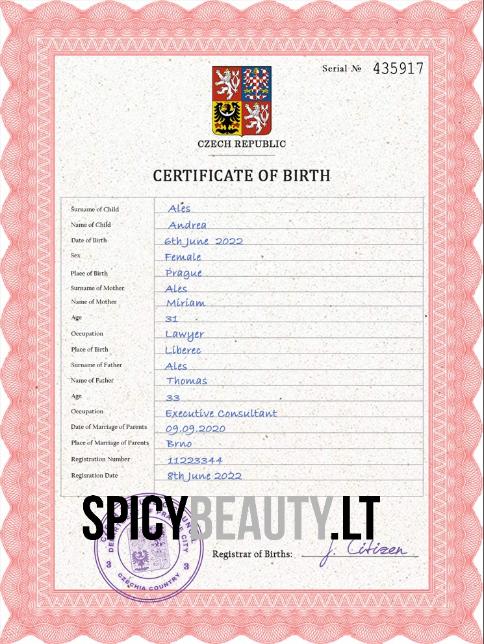 Serial № 435917
CZECH REPUBLIC
CERTIFICATE OF BIRTH
Surname of Child Ales
Name of Child Andrea
Date of Birth 6th June 2022
Sex Female
Place of Birth Prague
Surname of Mother Ales
Name of Mother Miriam
Age 31
Occupation Lawyer
Place of Birth Liberec
Surname of Father Ales
Name of Father Thomas
Age 33
Occupation Executive Consultant
Date of Marriage of Parents 09.09.2020
Place of Marriage of Parents Brno
Registration Number 11223344
Regisration Date 8th June 2022
SPICYBEAUTY.LT
3 3
CZECHIA COUNTRY
Registrar of Births: J. Citizen